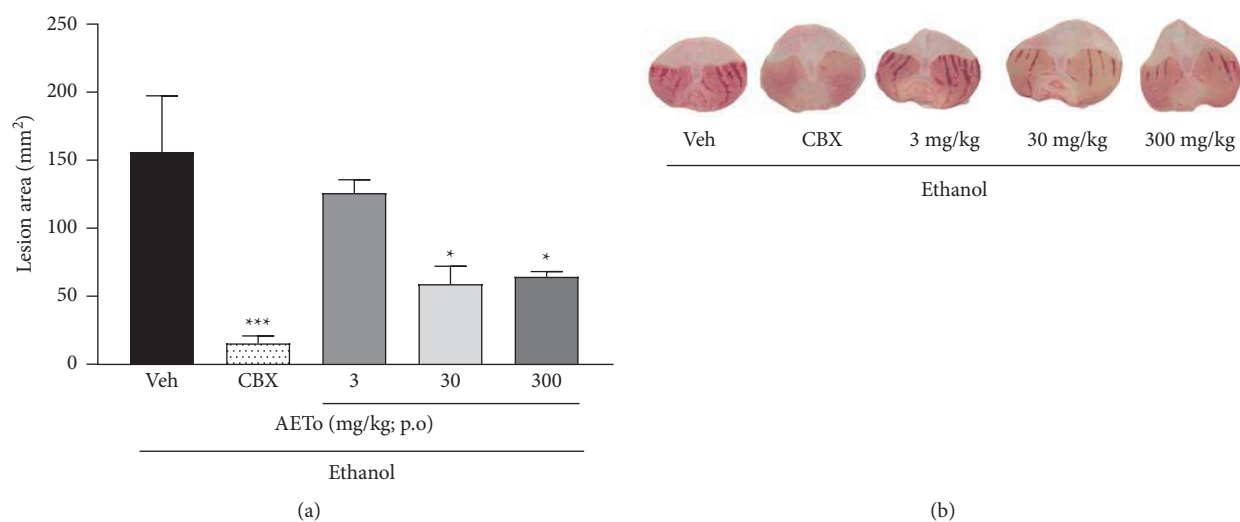 250
200
150
100
50
0
Lesion area (mm²)
***
*
*
Veh CBX 3 30 300
AETo (mg/kg; p.o)
Ethanol
(a)
Veh CBX 3 mg/kg 30 mg/kg 300 mg/kg
Ethanol
(b)